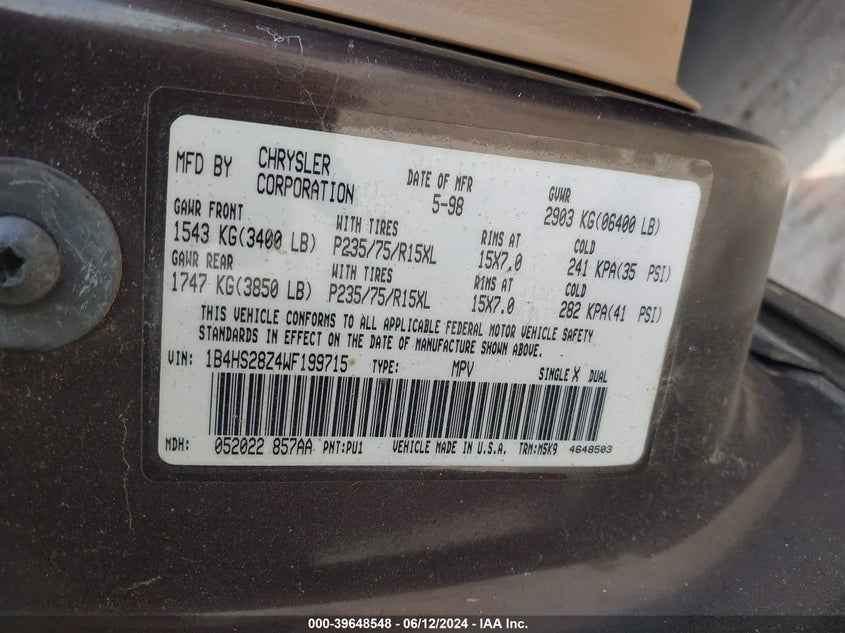 MFD BY CHRYSLER CORPORATION DATE OF MFR 5-98 GVWR 2903 KG(06400 LB)
GAWR FRONT WITH TIRES RIMS AT COLD
1543 KG(3400 LB) P235/75/R15XL 15X7.0 241 KPA(35 PSI)
GAWR REAR WITH TIRES RIMS AT COLD
1747 KG(3850 LB) P235/75/R15XL 15X7.0 282 KPA(41 PSI)
THIS VEHICLE CONFORMS TO ALL APPLICABLE FEDERAL MOTOR VEHICLE SAFETY
STANDARDS IN EFFECT ON THE DATE OF MANUFACTURE SHOWN ABOVE.
VIN: 1B4HS28Z4WF199715 TYPE: MPV SINGLE X DUAL
MDH: 052022 857AA PNT:PU1 VEHICLE MADE IN U.S.A. TRM:M5K9 4648503
000-39648548 - 06/12/2024 - IAA Inc.